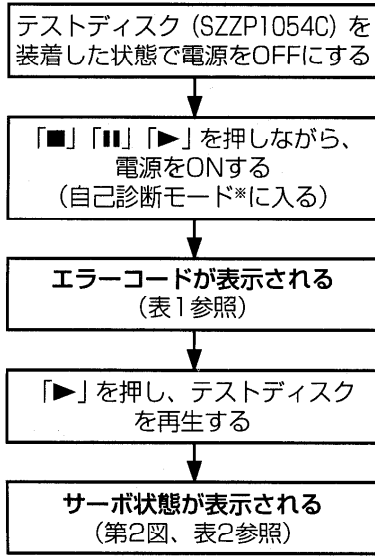 テストディスク（SZZP1054C）を
装着した状態で電源をOFFにする
「■」「▮▮」「▶」を押しながら、
電源をONする
（自己診断モード※に入る）
エラーコードが表示される
（表1参照）
「▶」を押し、テストディスク
を再生する
サーボ状態が表示される
（第2図、表2参照）